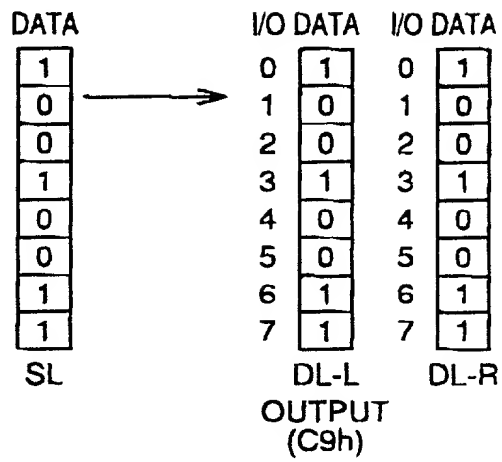 DATA I/O DATA I/O DATA
1 0 1 0 1
0 1 0 1 0
0 2 0 2 0
1 3 1 3 1
0 4 0 4 0
0 5 0 5 0
1 6 1 6 1
1 7 1 7 1
SL DL-L DL-R
OUTPUT
(C9h)